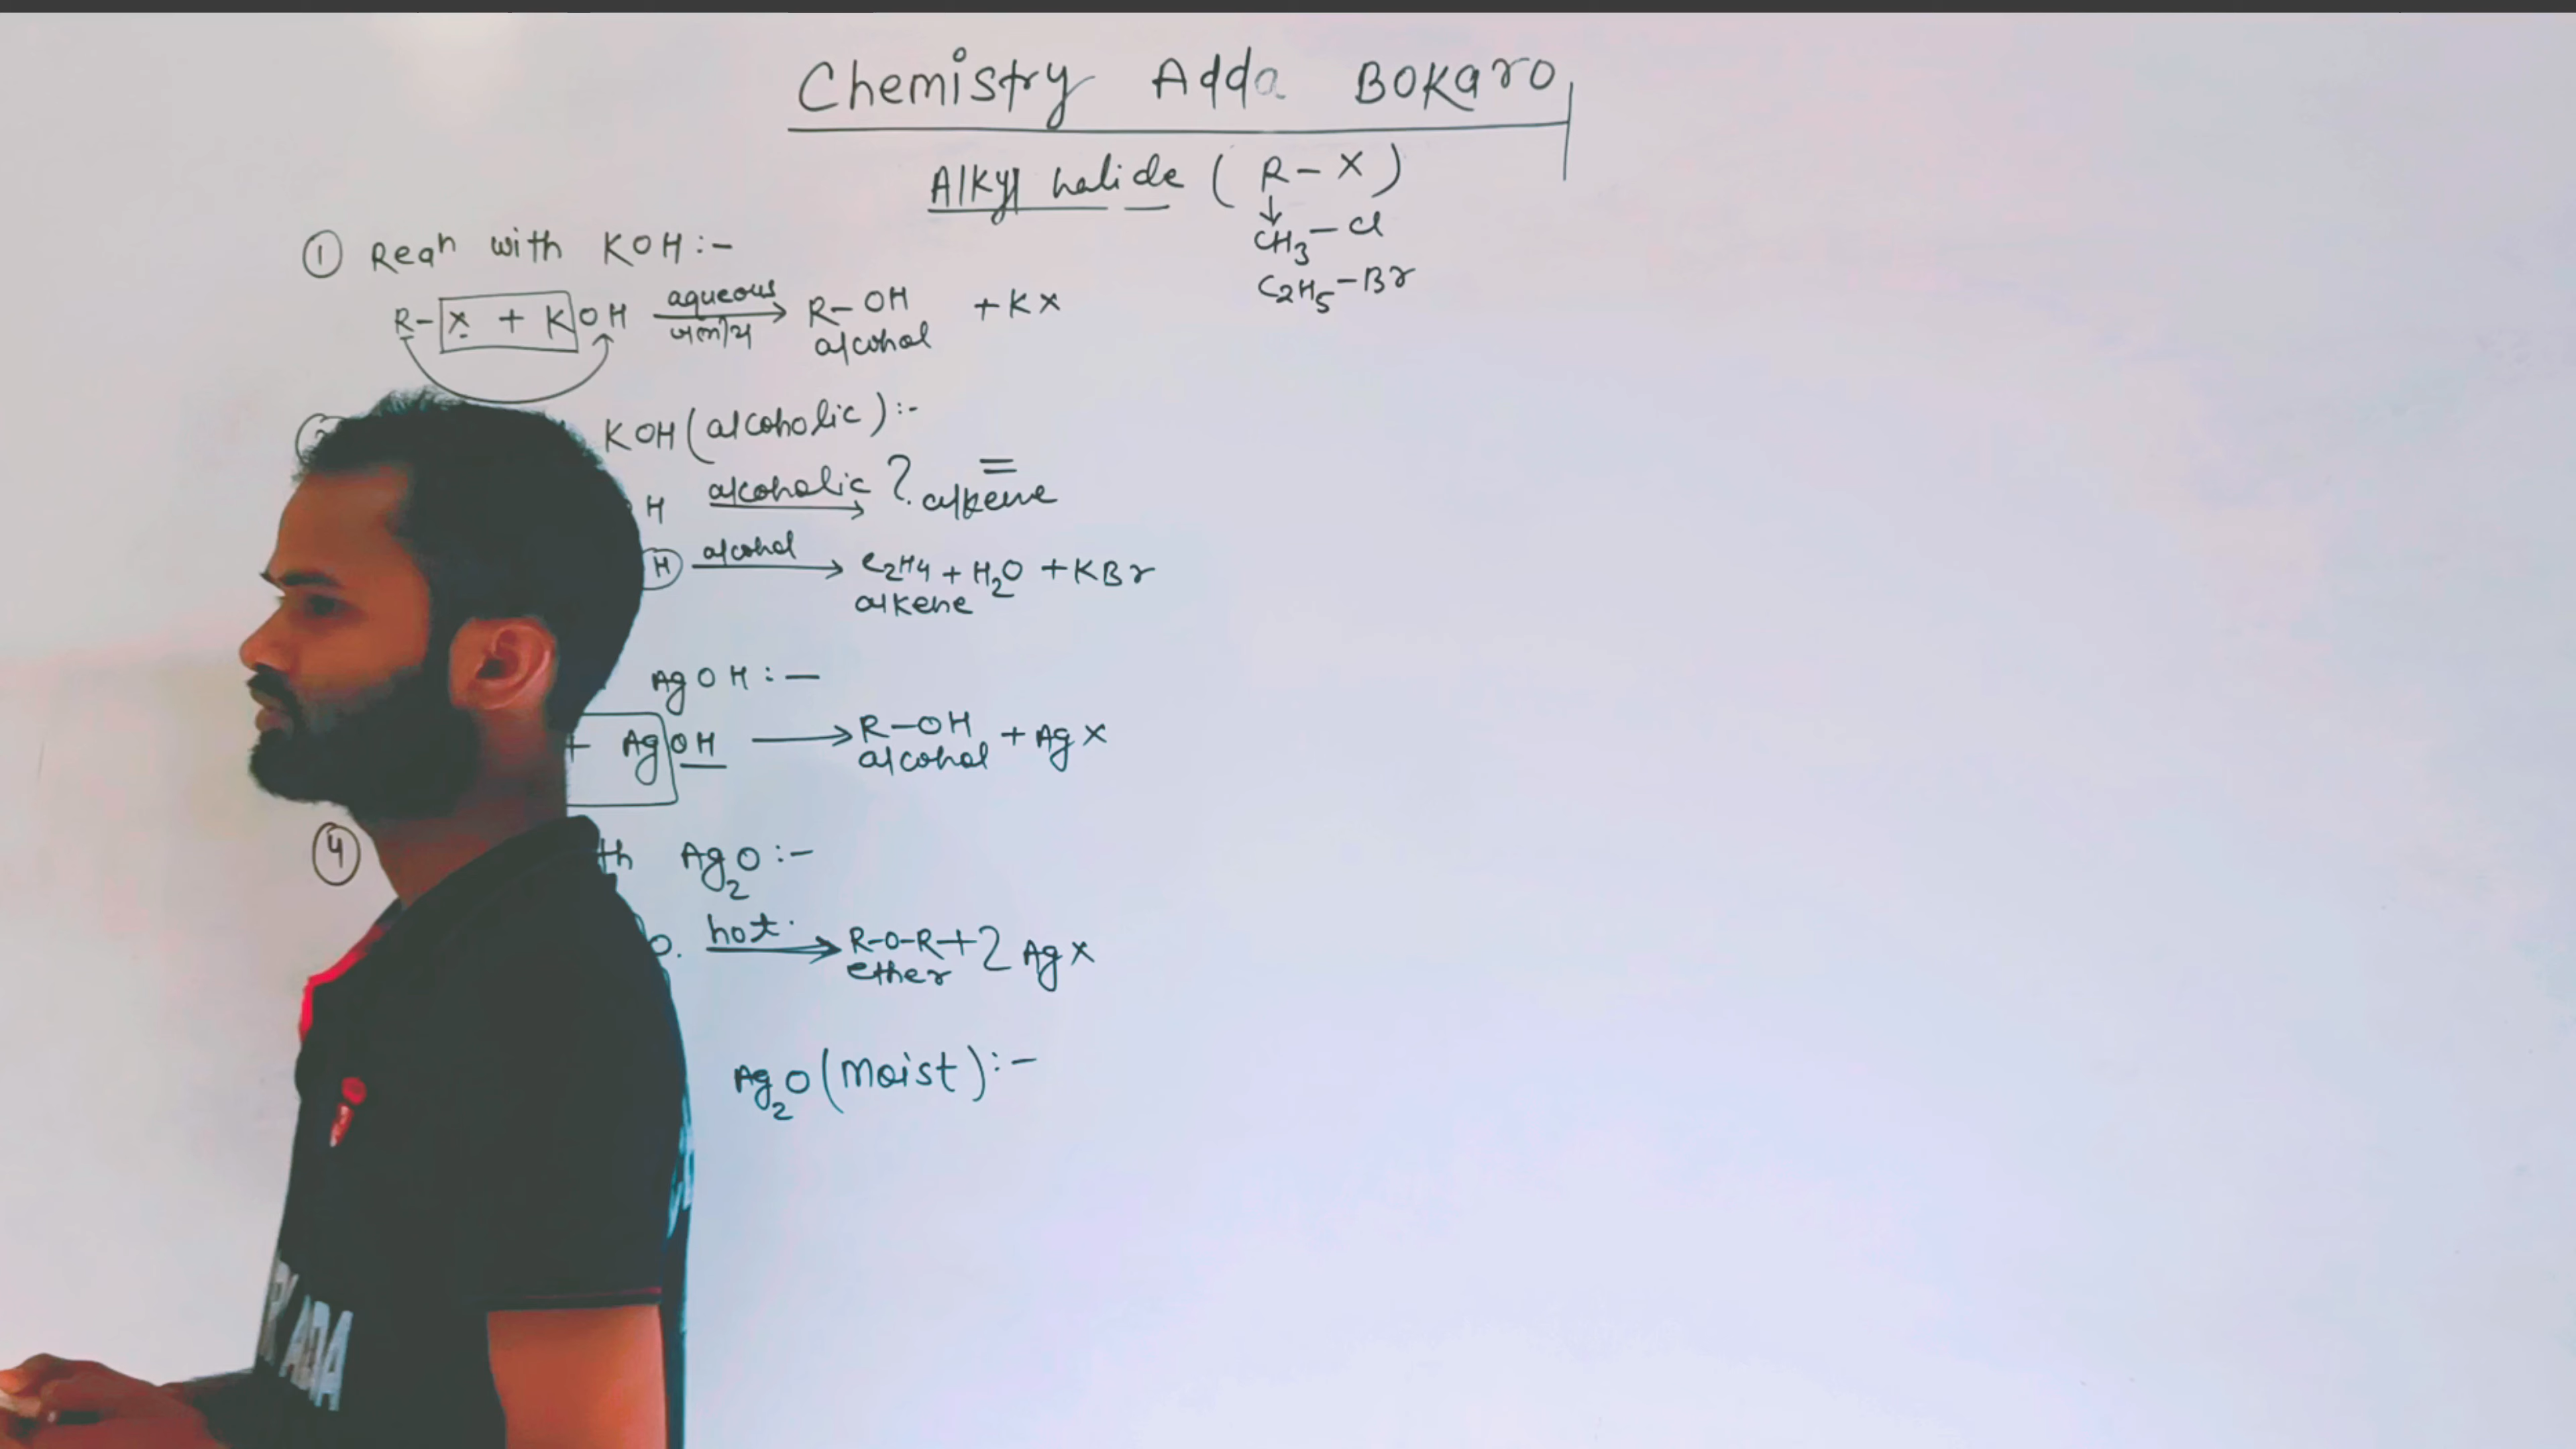 Chemistry Adda BOKARO
Alkyl halide ( R - X )
CH3 - Cl
C2H5 - Br
① Reaⁿ with KOH :-
R - X + KOH aqueous जलीय → R - OH + KX
alcohol
KOH (alcoholic) :-
H alcoholic → ? alkene =
H alcohol → C2H4 + H2O + KBr
alkene
AgOH : -
+ AgOH → R - OH + AgX
alcohol
④ th Ag2O :-
O. hot. → R-O-R + 2 AgX
ether
Ag2O (Moist) :-